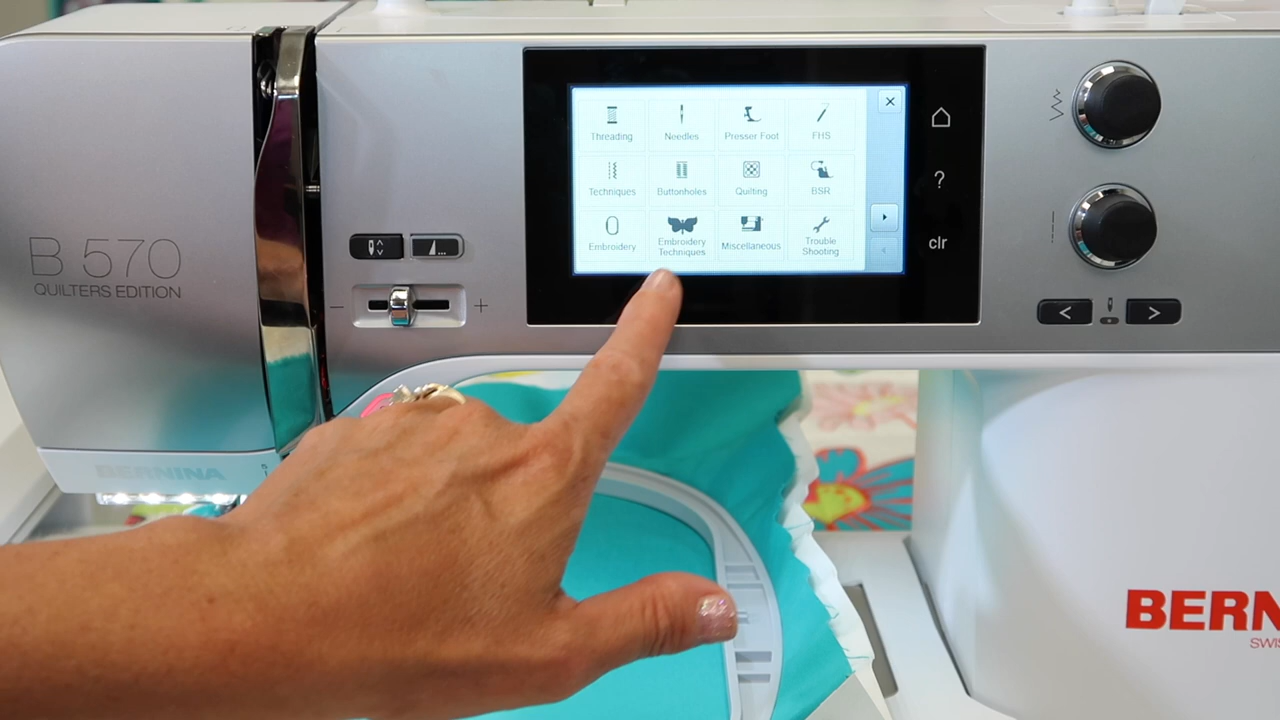 B 570
QUILTERS EDITION
BERNINA
Threading
Needles
Presser Foot
FHS
Techniques
Buttonholes
Quilting
BSR
Embroidery
Embroidery
Techniques
Miscellaneous
Trouble
Shooting
?
clr
- +
< >
BERN
SWIS